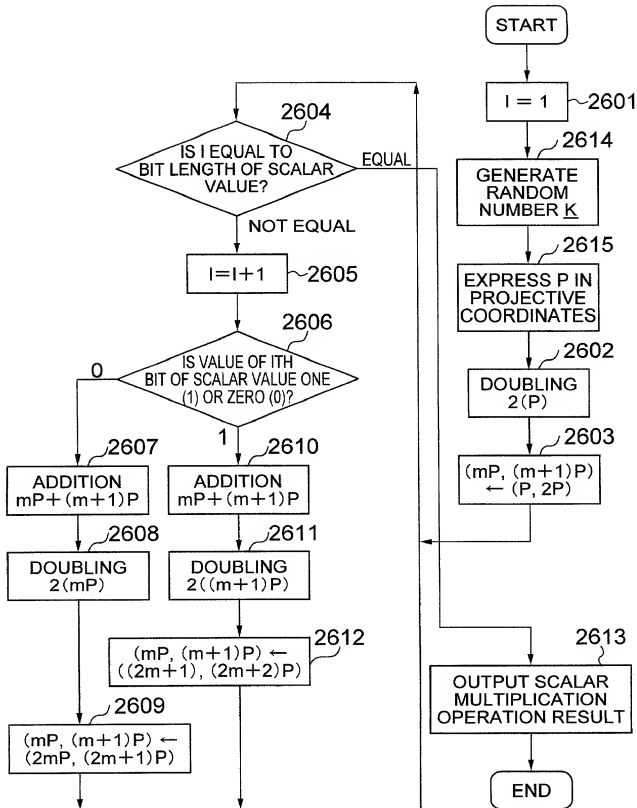 START
I = 1
2601
2614
GENERATE
RANDOM
NUMBER K
2615
EXPRESS P IN
PROJECTIVE
COORDINATES
2602
DOUBLING
2(P)
2603
(mP, (m+1)P)
← (P, 2P)
2604
IS I EQUAL TO
BIT LENGTH OF SCALAR
VALUE?
EQUAL
NOT EQUAL
I=I+1
2605
2606
IS VALUE OF ITH
BIT OF SCALAR VALUE ONE
(1) OR ZERO (0)?
0
1
2607
ADDITION
mP+(m+1)P
2608
DOUBLING
2(mP)
2609
(mP, (m+1)P) ←
(2mP, (2m+1)P)
2610
ADDITION
mP+(m+1)P
2611
DOUBLING
2((m+1)P)
2612
(mP, (m+1)P) ←
((2m+1), (2m+2)P)
2613
OUTPUT SCALAR
MULTIPLICATION
OPERATION RESULT
END